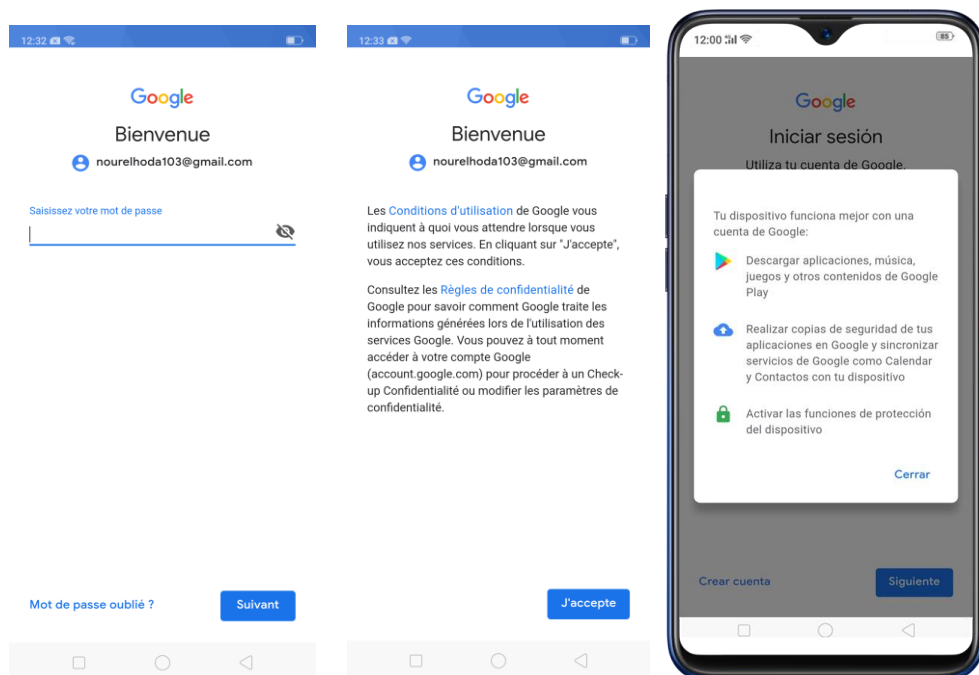 12:32
Google
Bienvenue
nourelhoda103@gmail.com
Saisissez votre mot de passe
Mot de passe oublié ?
Suivant
12:33
Google
Bienvenue
nourelhoda103@gmail.com
Les Conditions d'utilisation de Google vous
indiquent à quoi vous attendre lorsque vous
utilisez nos services. En cliquant sur "J'accepte",
vous acceptez ces conditions.
Consultez les Règles de confidentialité de
Google pour savoir comment Google traite les
informations générées lors de l'utilisation des
services Google. Vous pouvez à tout moment
accéder à votre compte Google
(account.google.com) pour procéder à un Check-
up Confidentialité ou modifier les paramètres de
confidentialité.
J'accepte
12:00
85
Google
Iniciar sesión
Utiliza tu cuenta de Google.
Tu dispositivo funciona mejor con una
cuenta de Google:
Descargar aplicaciones, música,
juegos y otros contenidos de Google
Play
Realizar copias de seguridad de tus
aplicaciones en Google y sincronizar
servicios de Google como Calendar
y Contactos con tu dispositivo
Activar las funciones de protección
del dispositivo
Cerrar
Crear cuenta
Siguiente